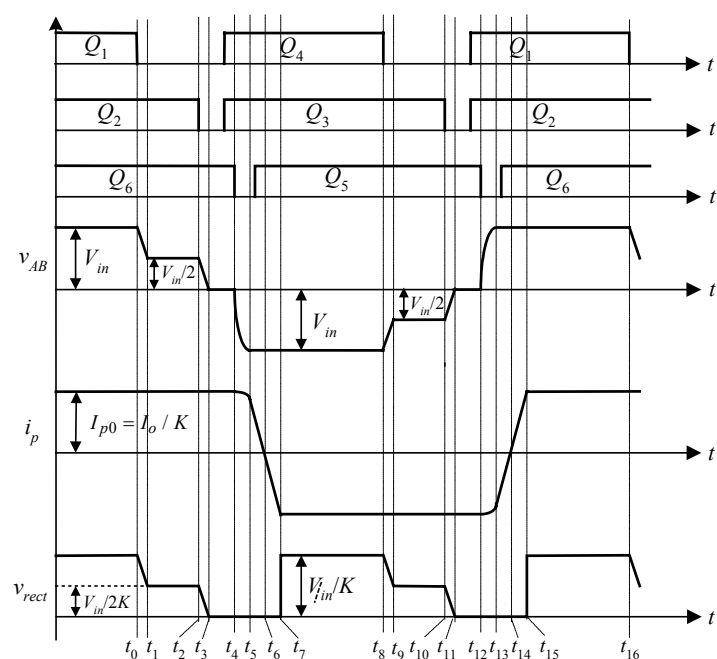 Q1 Q4 Q1 t
Q2 Q3 Q2 t
Q6 Q5 Q6 t
vAB Vin Vin/2 Vin Vin/2 t
ip Ip0 = Io / K t
vrect Vin/2K Vin/K t
t0 t1 t2 t3 t4 t5 t6 t7 t8 t9 t10 t11 t12 t13 t14 t15 t16